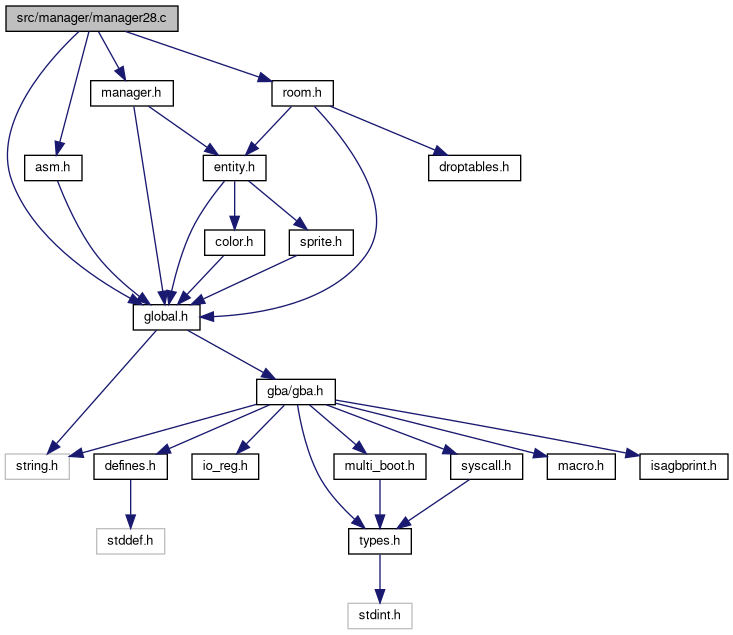 src/manager/manager28.c
manager.h
room.h
asm.h
entity.h
droptables.h
color.h
sprite.h
global.h
gba/gba.h
string.h
defines.h
io_reg.h
multi_boot.h
syscall.h
macro.h
isagbprint.h
stddef.h
types.h
stdint.h